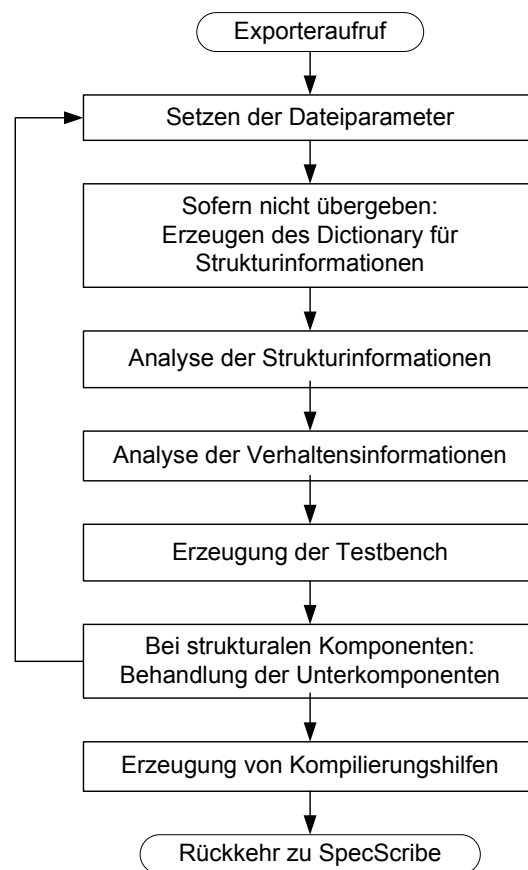 Exporteraufruf
Setzen der Dateiparameter
Sofern nicht übergeben:
Erzeugen des Dictionary für
Strukturinformationen
Analyse der Strukturinformationen
Analyse der Verhaltensinformationen
Erzeugung der Testbench
Bei strukturalen Komponenten:
Behandlung der Unterkomponenten
Erzeugung von Kompilierungshilfen
Rückkehr zu SpecScribe